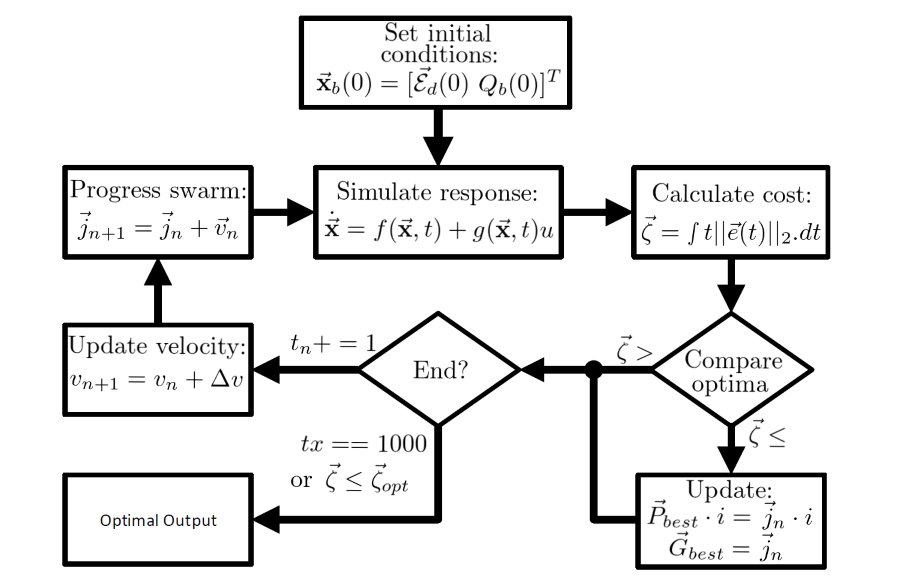 Set initial
conditions:
$\vec{\mathbf{x}}_b(0) = [\vec{\mathcal{E}}_d(0) \ Q_b(0)]^T$
Progress swarm:
$\vec{j}_{n+1} = \vec{j}_n + \vec{v}_n$
Simulate response:
$\dot{\vec{\mathbf{x}}} = f(\vec{\mathbf{x}}, t) + g(\vec{\mathbf{x}}, t)u$
Calculate cost:
$\vec{\zeta} = \int t||\vec{e}(t)||_2.dt$
Update velocity:
$v_{n+1} = v_n + \Delta v$
$t_n + = 1$
End?
$\vec{\zeta} >$
Compare
optima
$\vec{\zeta} \leq$
$tx == 1000$
or $\vec{\zeta} \leq \vec{\zeta}_{opt}$
Optimal Output
Update:
$\vec{P}_{best} \cdot i = \vec{j}_n \cdot i$
$\vec{G}_{best} = \vec{j}_n$